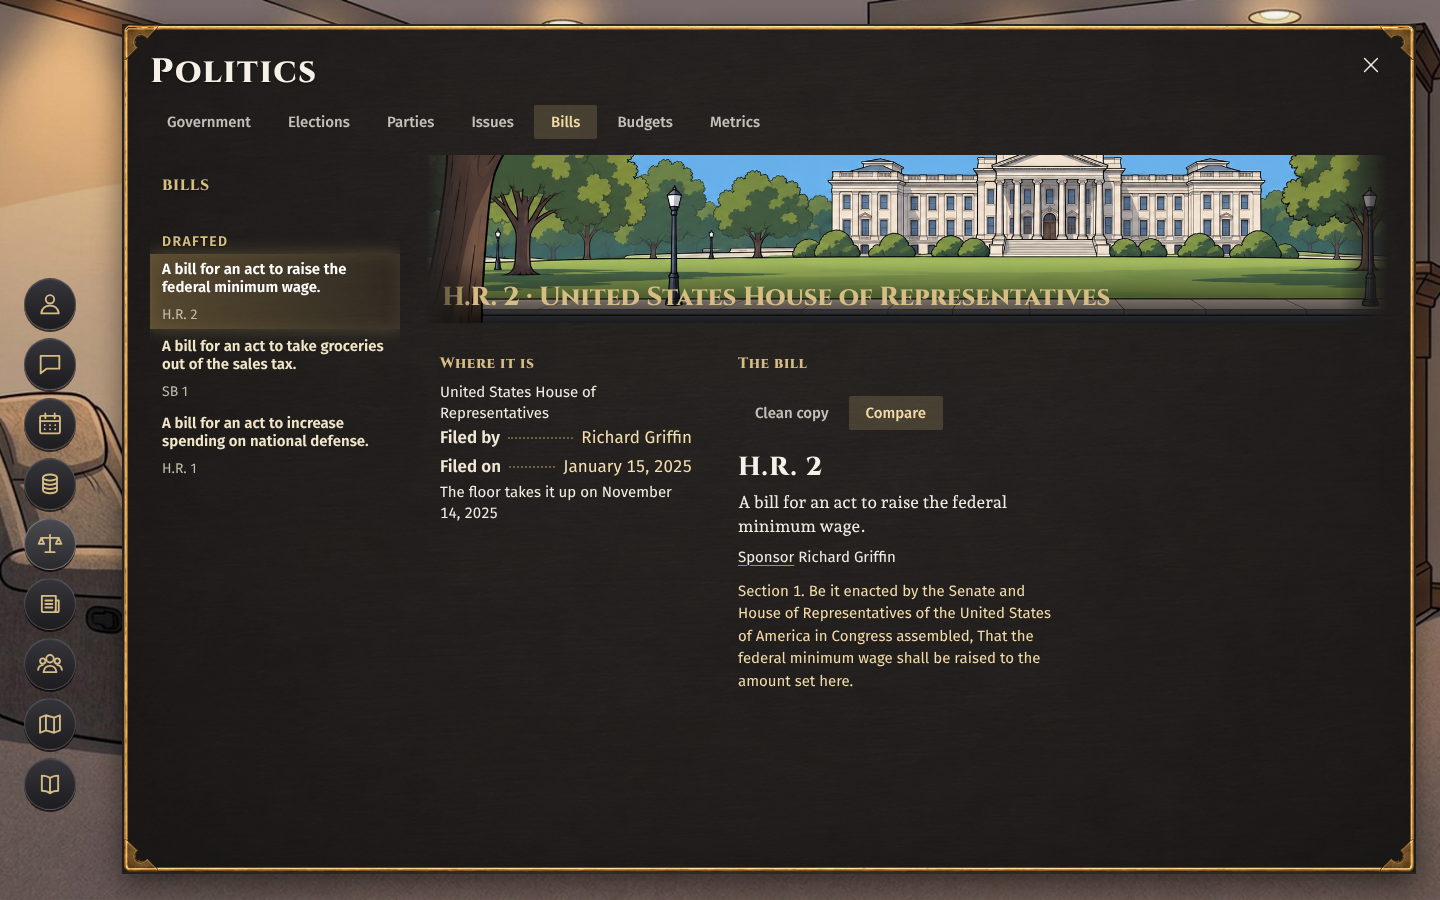 Politics
Government Elections Parties Issues Bills Budgets Metrics
BILLS
DRAFTED
A bill for an act to raise the
federal minimum wage.
H.R. 2
A bill for an act to take groceries
out of the sales tax.
SB 1
A bill for an act to increase
spending on national defense.
H.R. 1
H.R. 2 · United States House of Representatives
Where it is
United States House of
Representatives
Filed by Richard Griffin
Filed on January 15, 2025
The floor takes it up on November
14, 2025
The bill
Clean copy Compare
H.R. 2
A bill for an act to raise the federal
minimum wage.
Sponsor Richard Griffin
Section 1. Be it enacted by the Senate and
House of Representatives of the United States
of America in Congress assembled, That the
federal minimum wage shall be raised to the
amount set here.